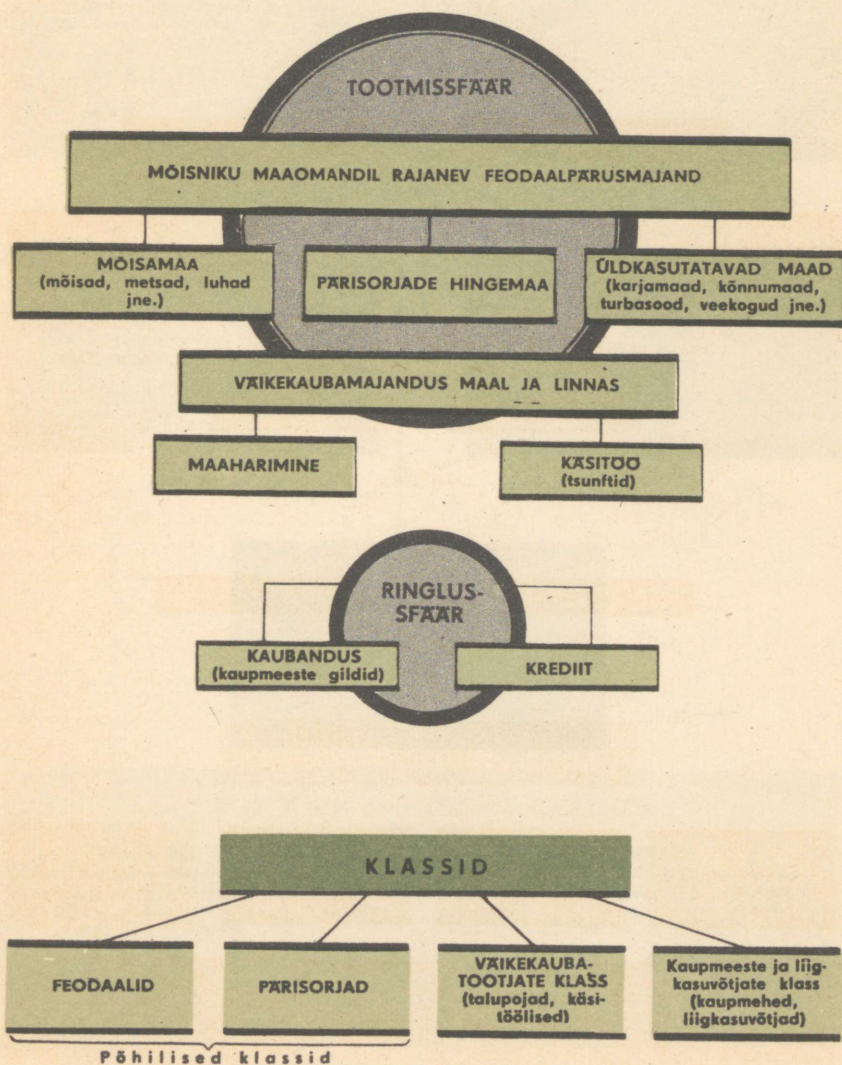 TOOTMISSFÄÄR
MÕISNIKU MAAOMANDIL RAJANEV FEODAALPÄRUSMAJAND
MÕISAMAA
(mõisad, metsad, luhad
jne.)
PÄRISORJADE HINGEMAA
ÜLDKASUTATAVAD MAAD
(karjamaad, kõnnumaad,
turbasood, veekogud jne.)
VÄIKEKAUBAMAJANDUS MAAL JA LINNAS
MAAHARIMINE
KÄSITÖÖ
(tsunftid)
RINGLUS-
SFÄÄR
KAUBANDUS
(kaupmeeste gildid)
KREDIIT
KLASSID
FEODAALID
PÄRISORJAD
VÄIKEKAUBA-
TOOTJATE KLASS
(talupojad, käsi-
töölised)
Kaupmeeste ja liig-
kasuvõtjate klass
(kaupmehed,
liigkasuvõtjad)
Põhilised klassid